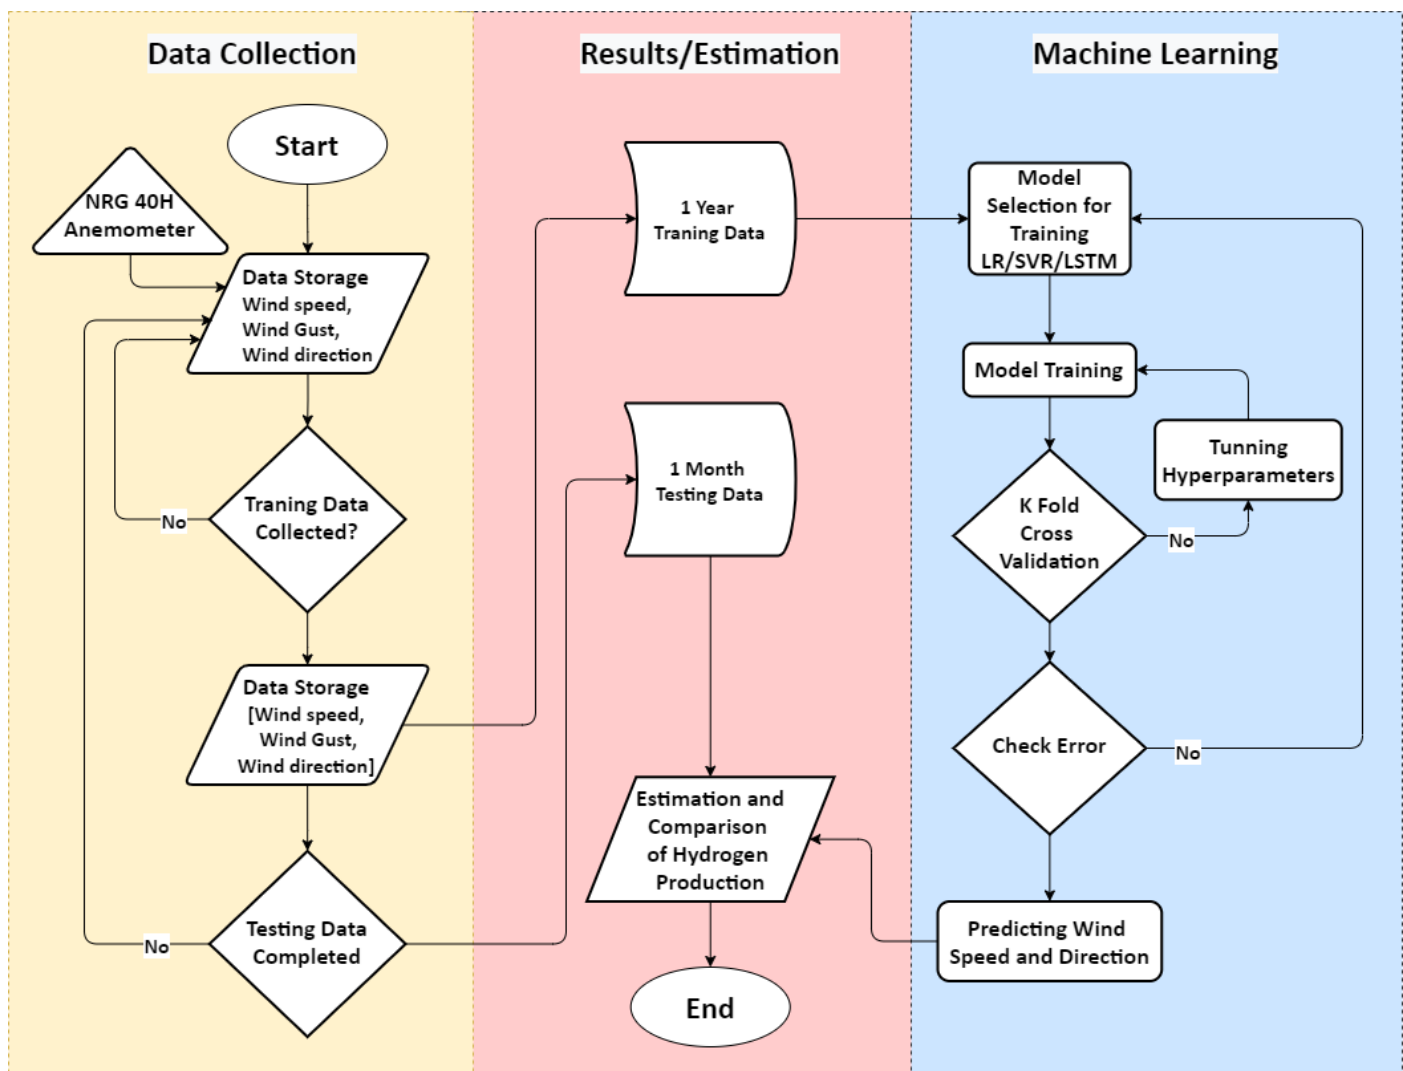 Data Collection
Start
NRG 40H
Anemometer
Data Storage
Wind speed,
Wind Gust,
Wind direction
Traning Data
Collected?
No
Data Storage
[Wind speed,
Wind Gust,
Wind direction]
Testing Data
Completed
No
Results/Estimation
1 Year
Traning Data
1 Month
Testing Data
Estimation and
Comparison
of Hydrogen
Production
End
Machine Learning
Model
Selection for
Training
LR/SVR/LSTM
Model Training
Tunning
Hyperparameters
K Fold
Cross
Validation
No
Check Error
No
Predicting Wind
Speed and Direction